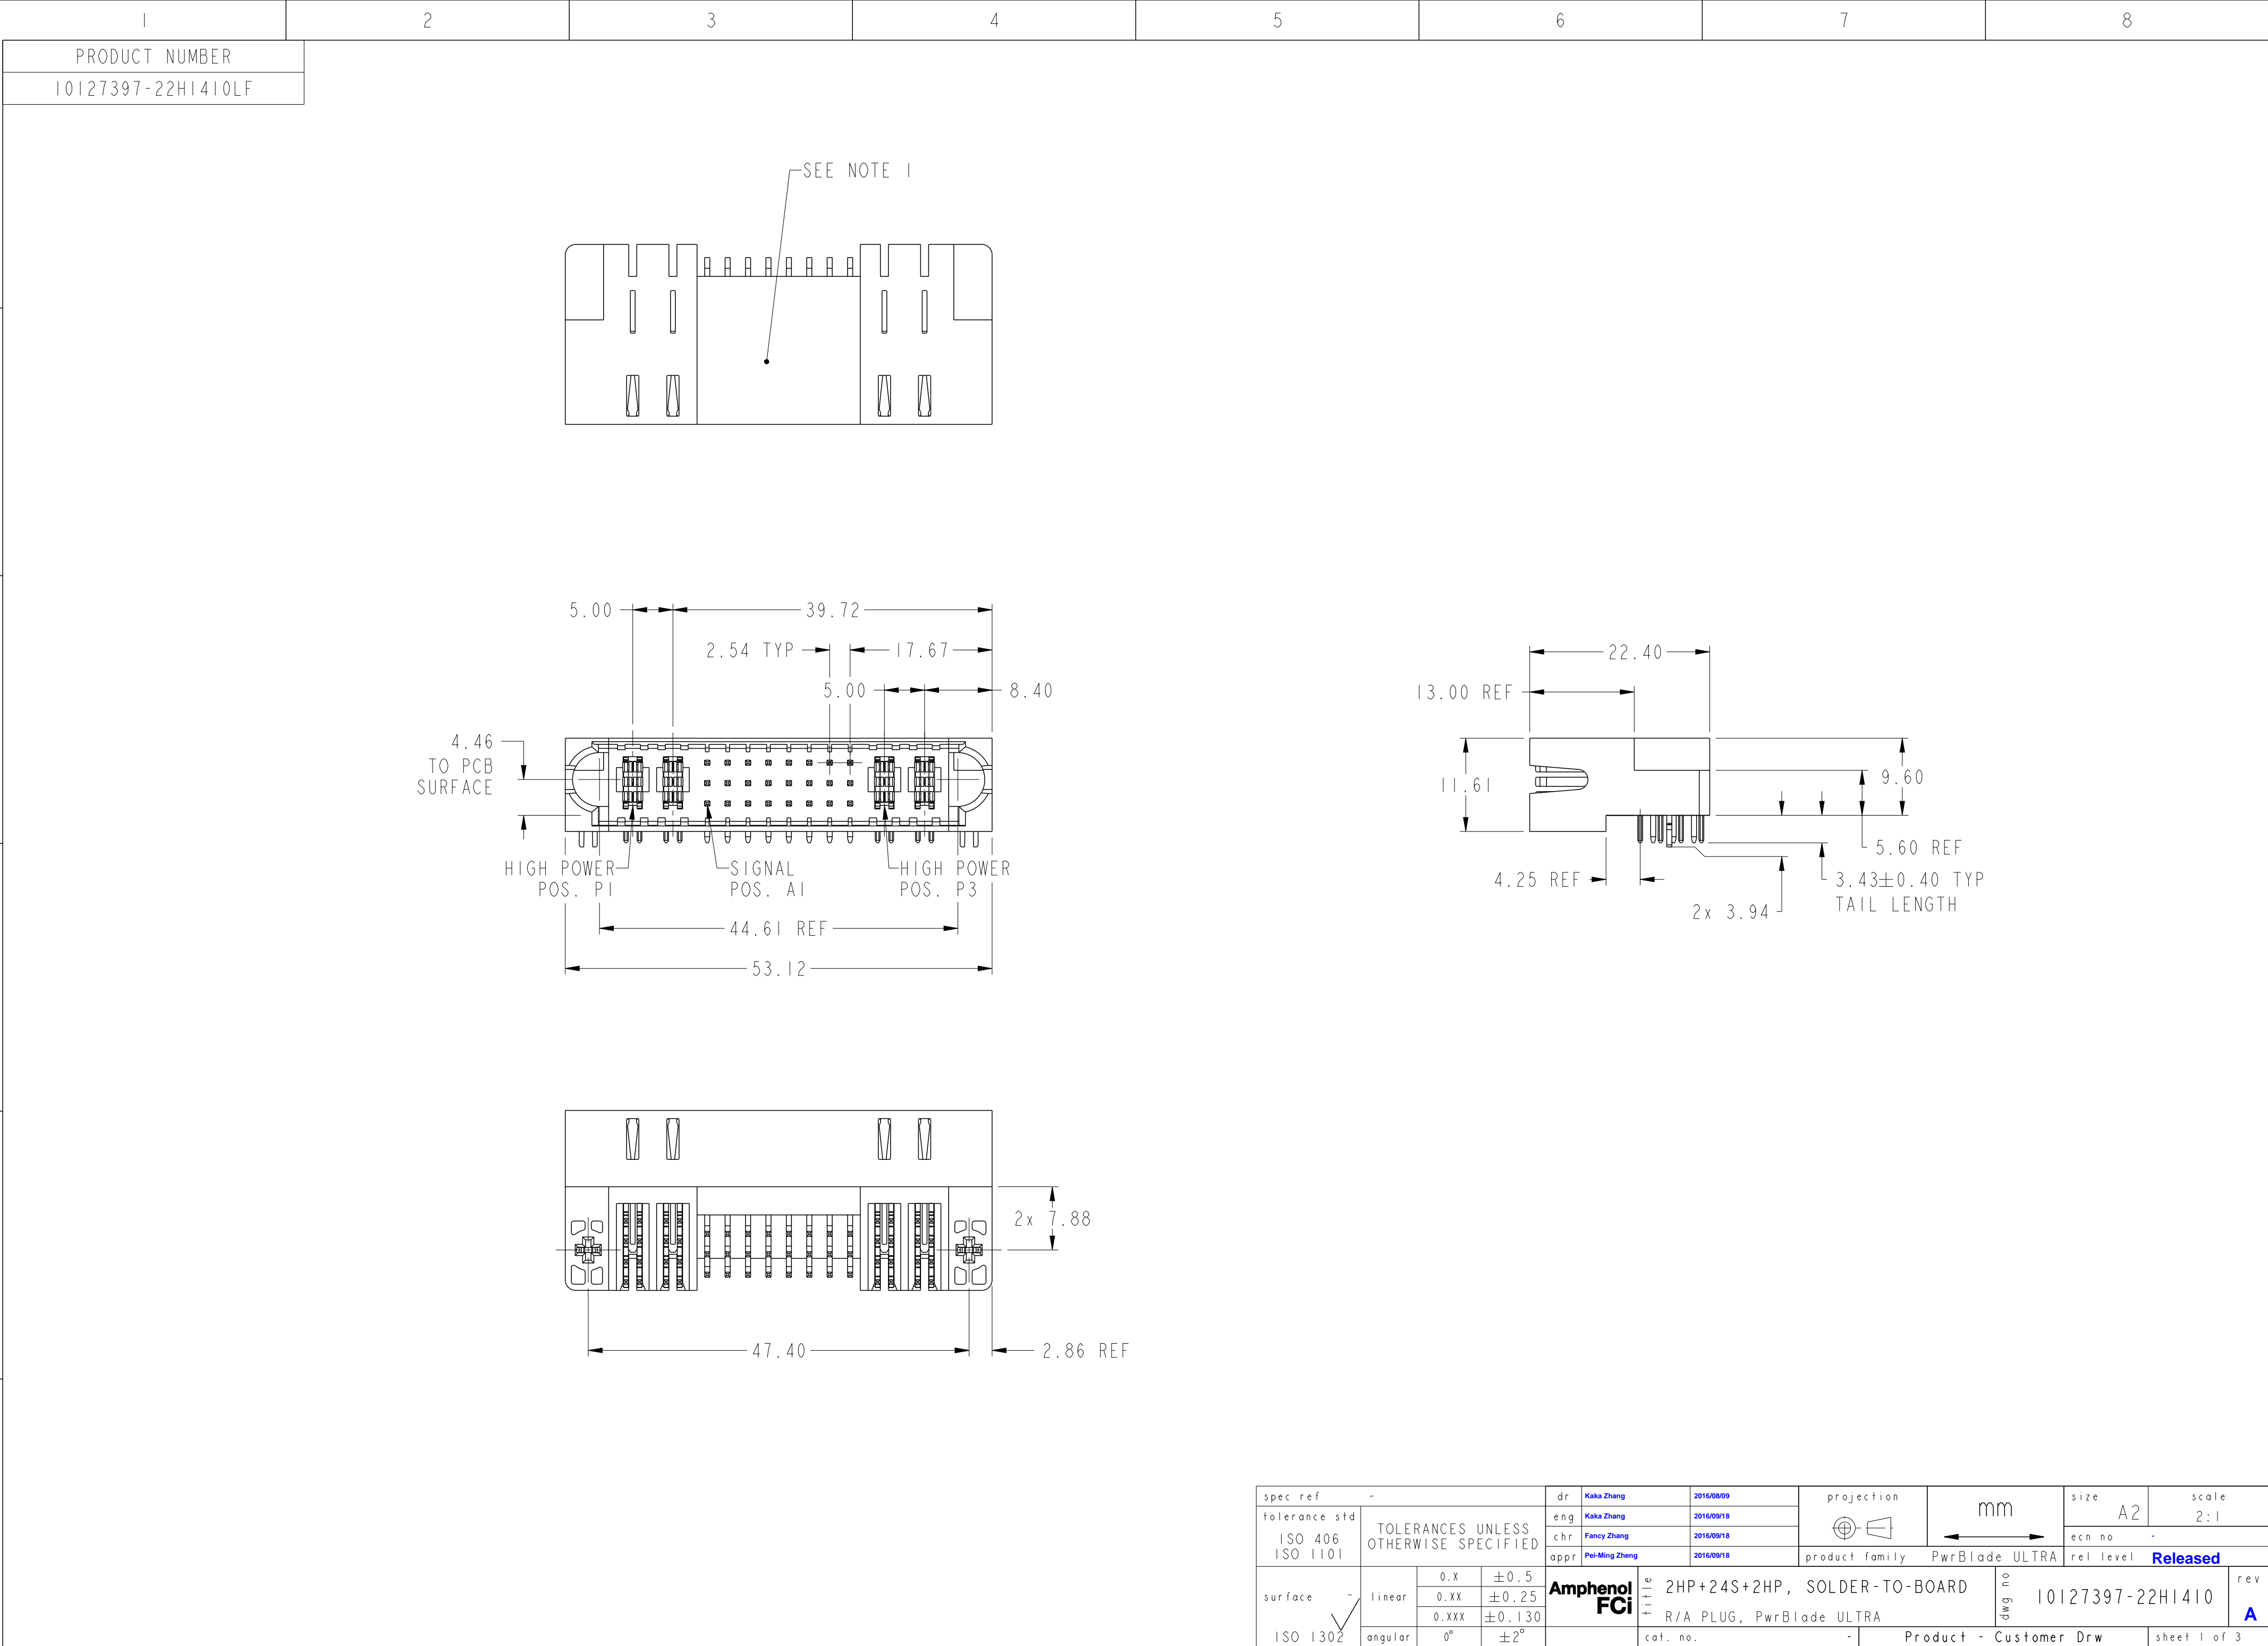 1 2 3 4 5 6 7 8
PRODUCT NUMBER
10127397-22H1410LF
SEE NOTE 1
5.00
39.72
2.54 TYP
17.67
5.00
8.40
4.46
TO PCB
SURFACE
HIGH POWER
POS. P1
SIGNAL
POS. A1
HIGH POWER
POS. P3
44.61 REF
53.12
22.40
13.00 REF
11.61
9.60
5.60 REF
4.25 REF
3.43±0.40 TYP
TAIL LENGTH
2x 3.94
2x 7.88
47.40
2.86 REF
spec ref -
tolerance std
ISO 406
ISO 1101
TOLERANCES UNLESS
OTHERWISE SPECIFIED
dr Kaka Zhang 2016/08/09
eng Kaka Zhang 2016/09/18
chr Fancy Zhang 2016/09/18
appr Pei-Ming Zheng 2016/09/18
projection
mm
size A2
scale 2:1
ecn no -
product family PwrBlade ULTRA
rel level Released
surface -
ISO 1302
linear
0.X ±0.5
0.XX ±0.25
0.XXX ±0.130
angular 0° ±2°
Amphenol
FCi
title
2HP+24S+2HP, SOLDER-TO-BOARD
R/A PLUG, PwrBlade ULTRA
dwg no
10127397-22H1410
rev
A
cat. no. -
Product - Customer Drw
sheet 1 of 3